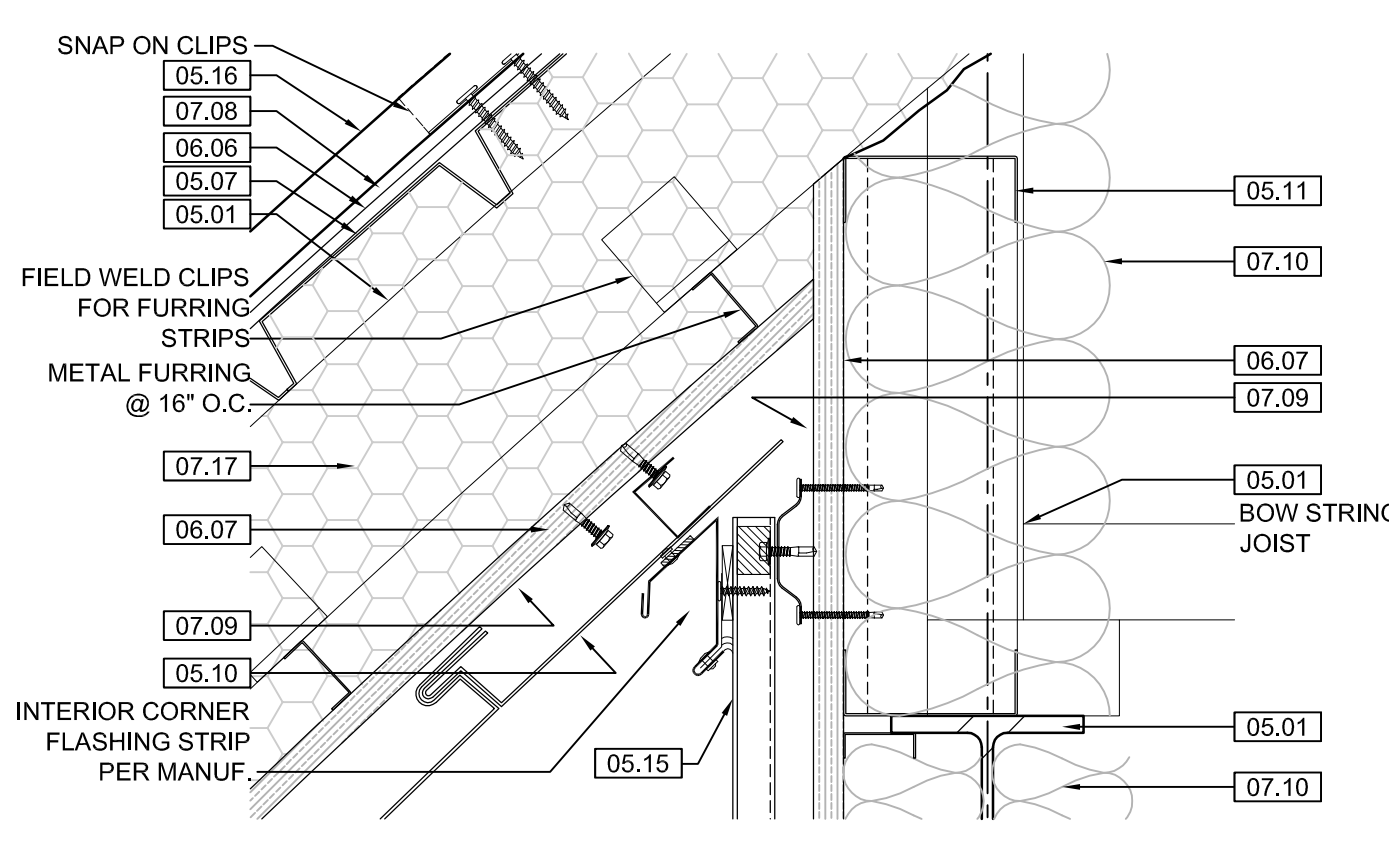 SNAP ON CLIPS
05.16
07.08
06.06
05.07
05.01
FIELD WELD CLIPS
FOR FURRING
STRIPS
METAL FURRING
@ 16" O.C.
07.17
06.07
07.09
05.10
INTERIOR CORNER
FLASHING STRIP
PER MANUF.
05.15
05.11
07.10
06.07
07.09
05.01
BOW STRING
JOIST
05.01
07.10